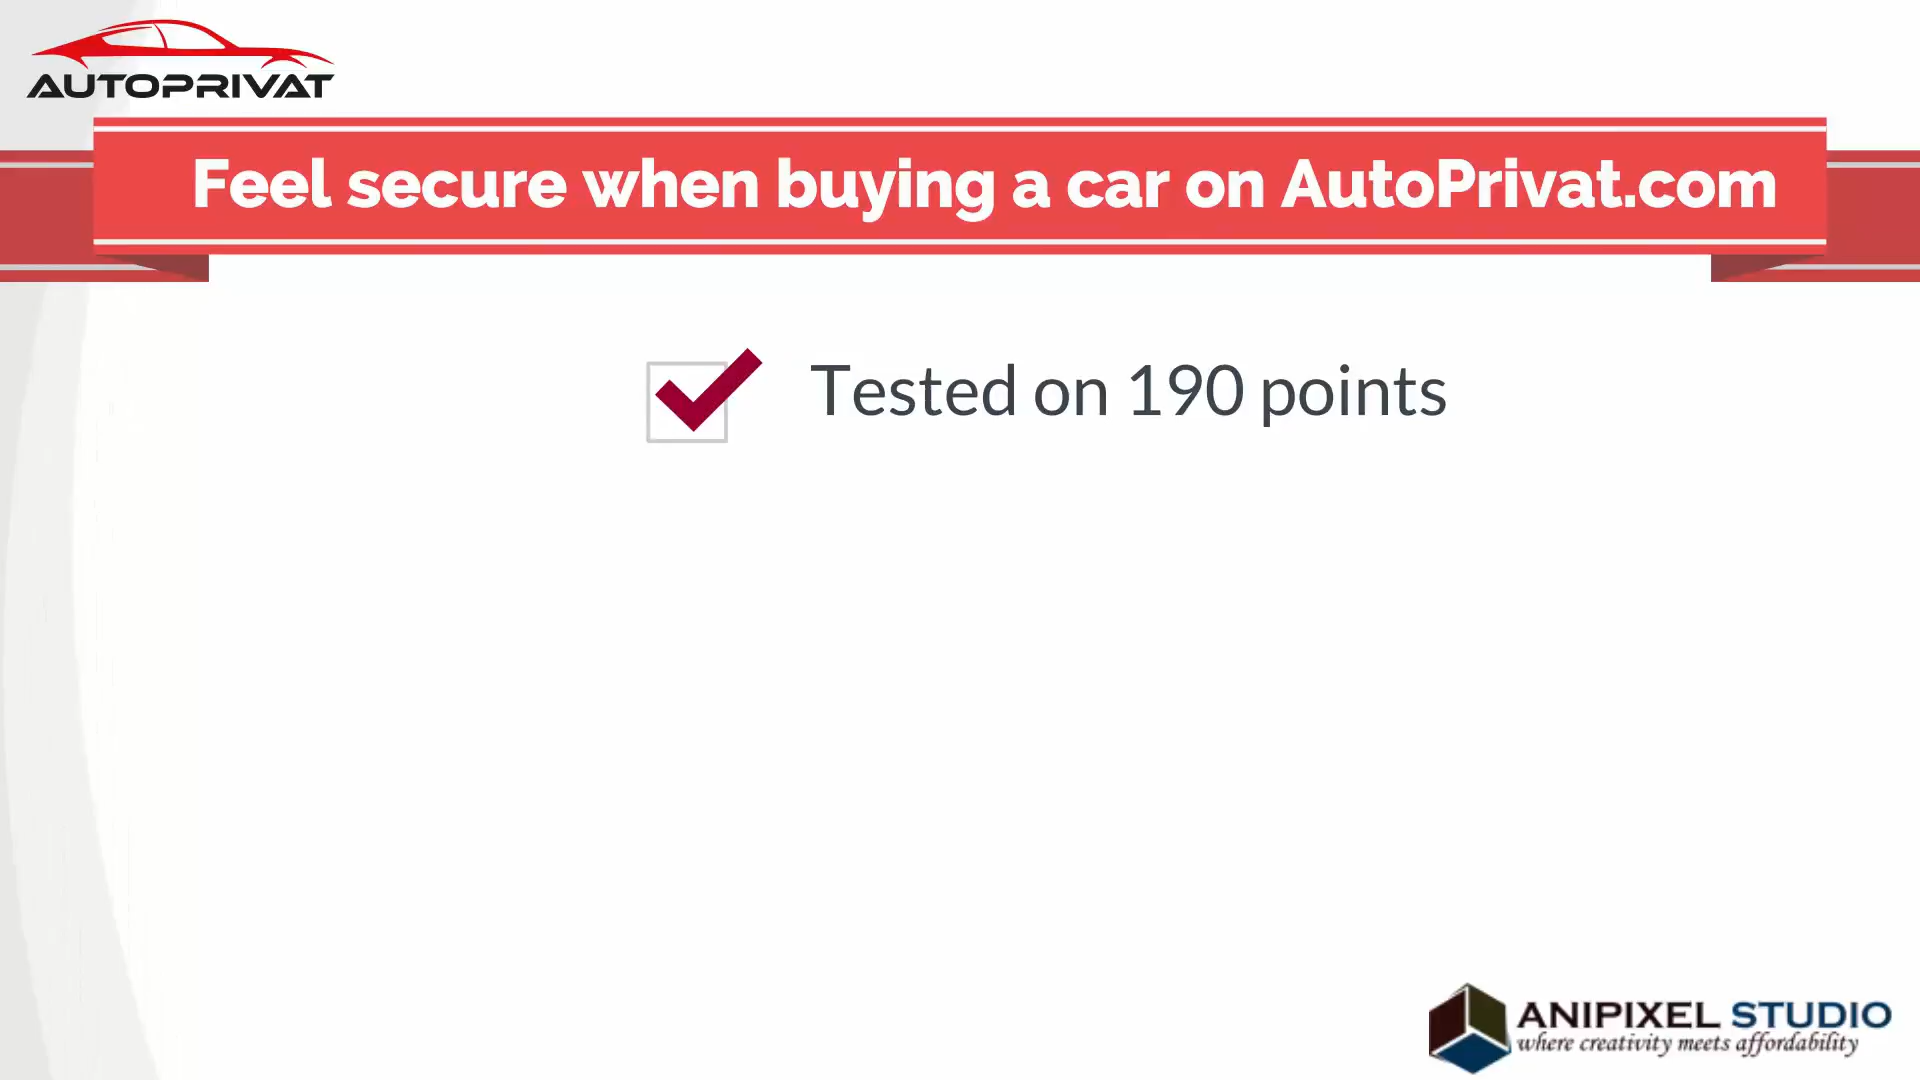 AUTOPRIVAT
Feel secure when buying a car on AutoPrivat.com
Tested on 190 points
ANIPIXEL STUDIO
where creativity meets affordability